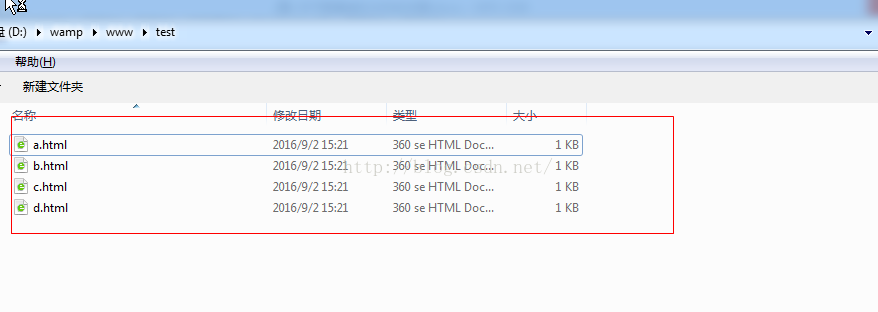 盘 (D:) wamp www test
帮助(H)
新建文件夹
名称 修改日期 类型 大小
a.html 2016/9/2 15:21 360 se HTML Doc... 1 KB
b.html 2016/9/2 15:21 360 se HTML Doc... 1 KB
http://blog.csdn.net/
c.html 2016/9/2 15:21 360 se HTML Doc... 1 KB
d.html 2016/9/2 15:21 360 se HTML Doc... 1 KB